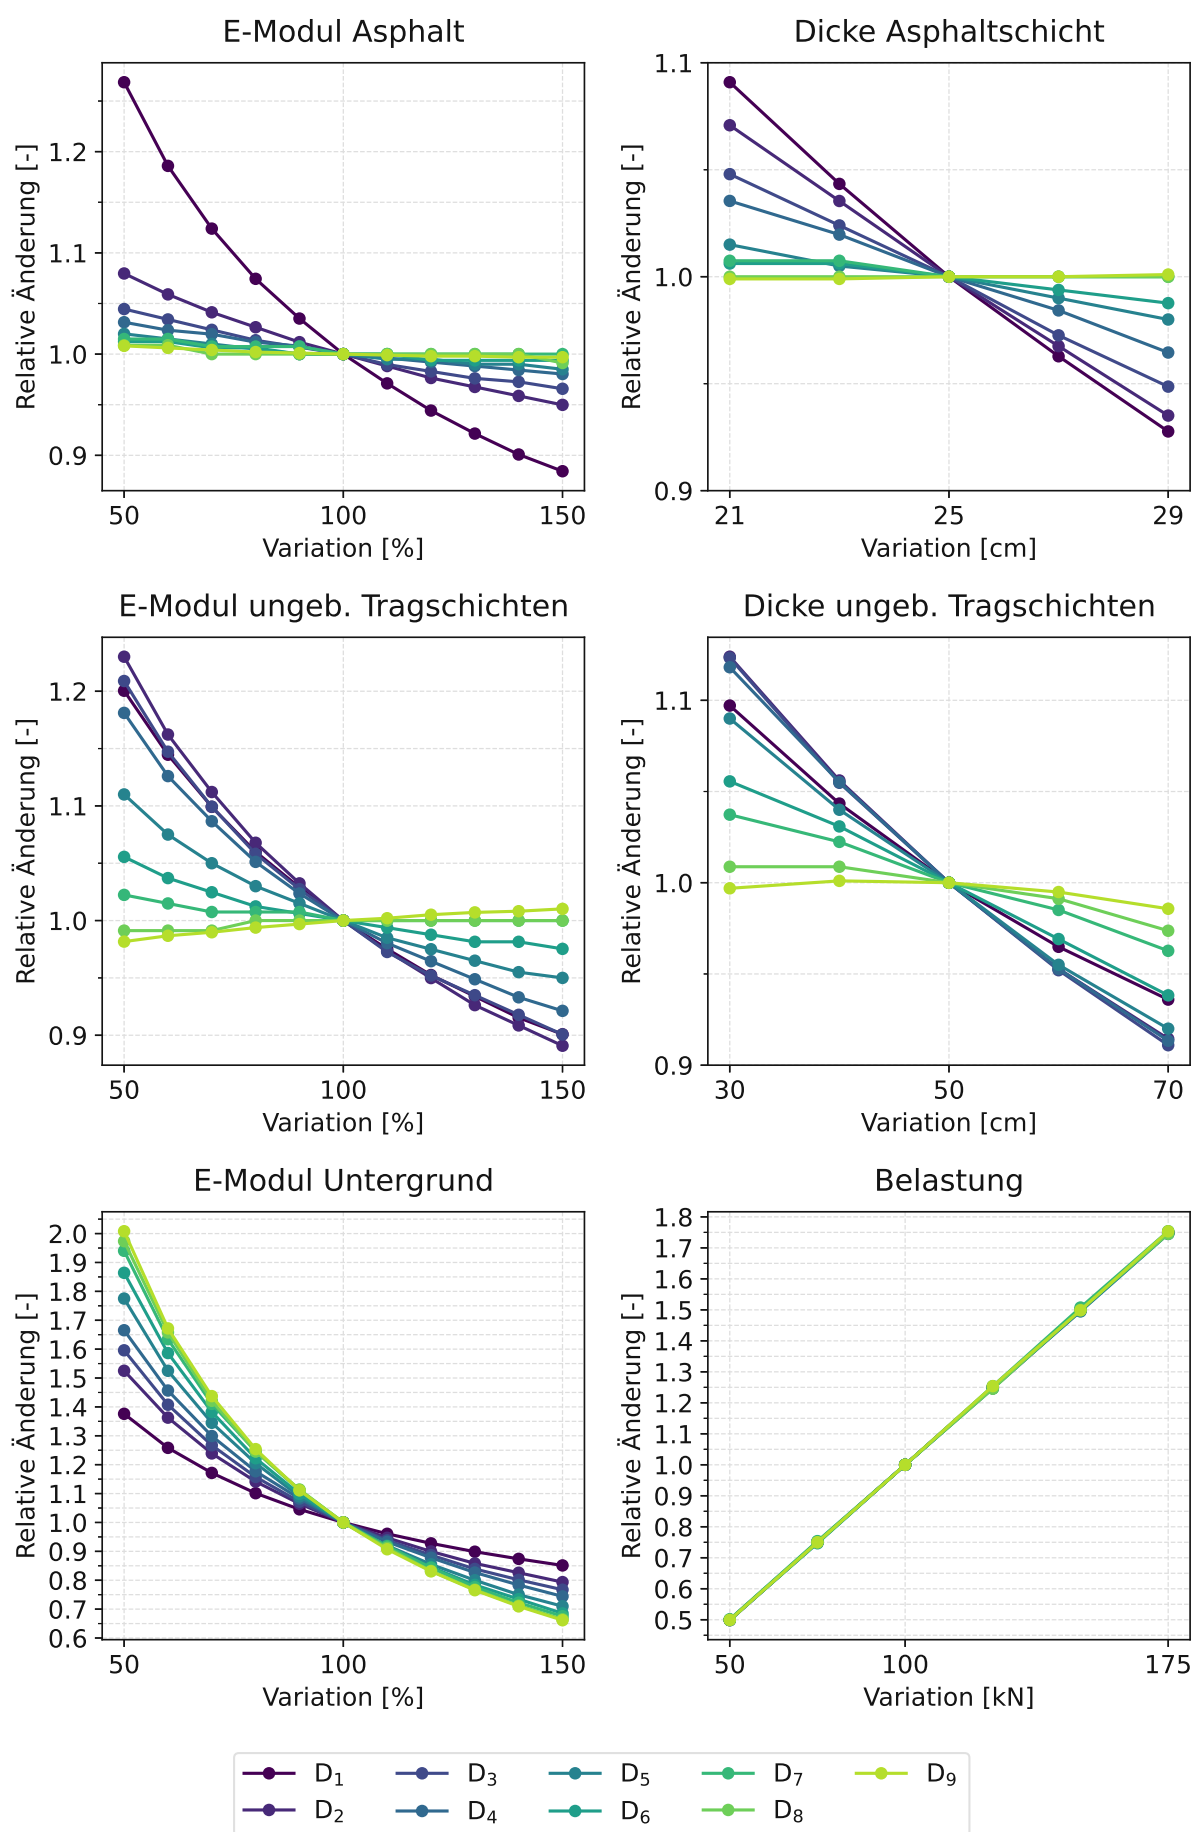 E-Modul Asphalt
Relative Änderung [-]
1.2
1.1
1.0
0.9
50 100 150
Variation [%]
Dicke Asphaltschicht
Relative Änderung [-]
1.1
1.0
0.9
21 25 29
Variation [cm]
E-Modul ungeb. Tragschichten
Relative Änderung [-]
1.2
1.1
1.0
0.9
50 100 150
Variation [%]
Dicke ungeb. Tragschichten
Relative Änderung [-]
1.1
1.0
0.9
30 50 70
Variation [cm]
E-Modul Untergrund
Relative Änderung [-]
2.0
1.9
1.8
1.7
1.6
1.5
1.4
1.3
1.2
1.1
1.0
0.9
0.8
0.7
0.6
50 100 150
Variation [%]
Belastung
Relative Änderung [-]
1.8
1.7
1.6
1.5
1.4
1.3
1.2
1.1
1.0
0.9
0.8
0.7
0.6
0.5
50 100 175
Variation [kN]
D₁ D₃ D₅ D₇ D₉
D₂ D₄ D₆ D₈